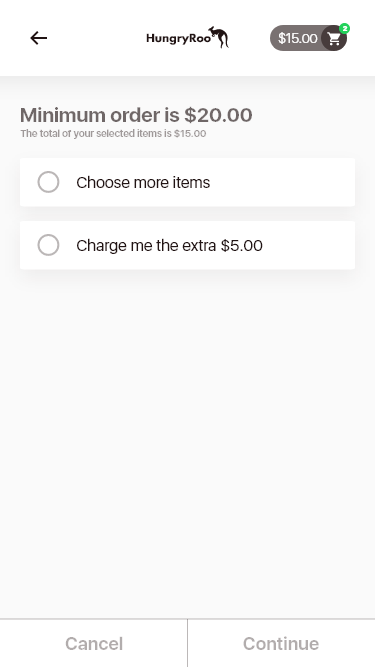 HungryRoo
$15.00
2
Minimum order is $20.00
The total of your selected items is $15.00
Choose more items
Charge me the extra $5.00
Cancel
Continue